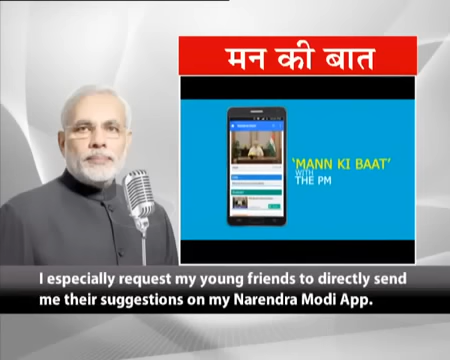 मन की बात
'MANN KI BAAT'
WITH
THE PM
I especially request my young friends to directly send
me their suggestions on my Narendra Modi App.